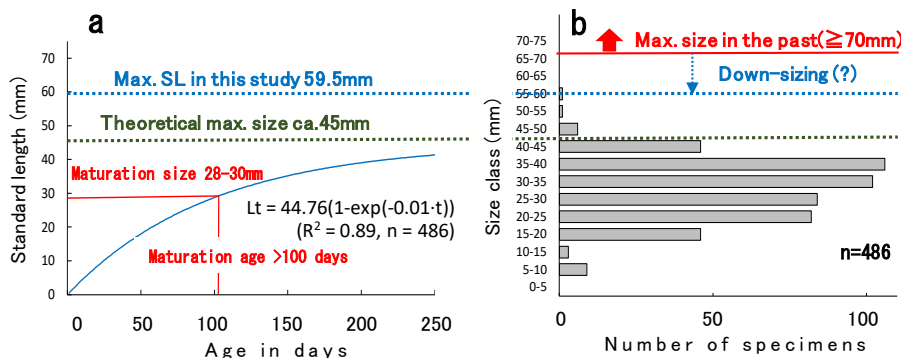 a
Standard length (mm)
70
60
50
40
30
20
10
0
Max. SL in this study 59.5mm
Theoretical max. size ca.45mm
Maturation size 28-30mm
Lt = 44.76(1-exp(-0.01·t))
(R² = 0.89, n = 486)
Maturation age >100 days
0 50 100 150 200 250
Age in days
b
Size class (mm)
70-75
65-70
60-65
55-60
50-55
45-50
40-45
35-40
30-35
25-30
20-25
15-20
10-15
5-10
0-5
Max. size in the past(≧70mm)
Down-sizing(?)
n=486
0 50 100
Number of specimens